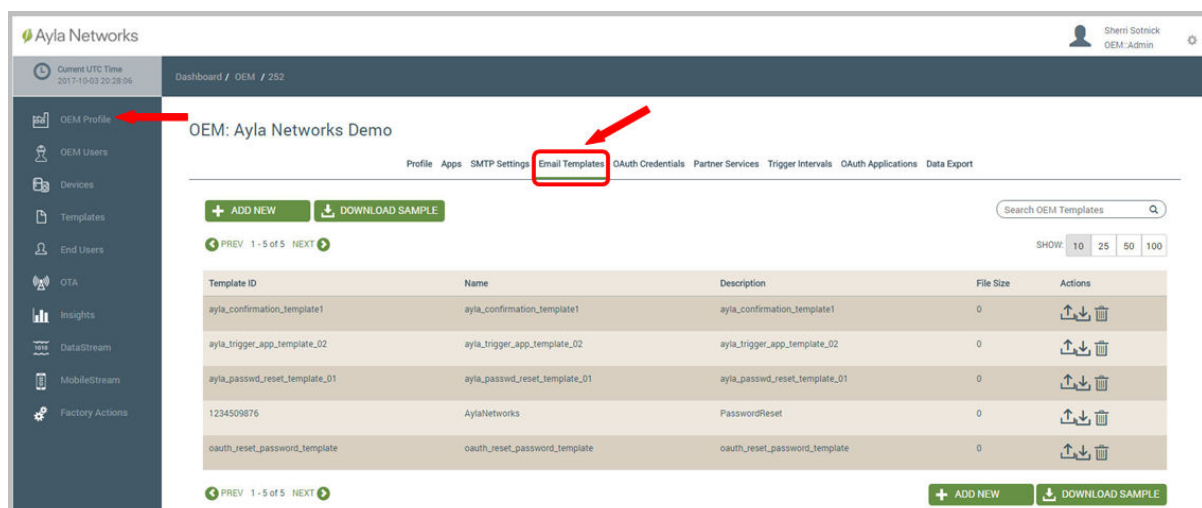 Ayla Networks
Sherri Sotnick
OEM::Admin
Current UTC Time
2017-10-03 20:28:06
Dashboard / OEM / 252
OEM Profile
OEM Users
Devices
Templates
End Users
OTA
Insights
DataStream
MobileStream
Factory Actions
OEM: Ayla Networks Demo
Profile Apps SMTP Settings Email Templates OAuth Credentials Partner Services Trigger Intervals OAuth Applications Data Export
ADD NEW DOWNLOAD SAMPLE Search OEM Templates
PREV 1 - 5 of 5 NEXT SHOW: 10 25 50 100
Template ID Name Description File Size Actions
ayla_confirmation_template1 ayla_confirmation_template1 ayla_confirmation_template1 0
ayla_trigger_app_template_02 ayla_trigger_app_template_02 ayla_trigger_app_template_02 0
ayla_passwd_reset_template_01 ayla_passwd_reset_template_01 ayla_passwd_reset_template_01 0
1234509876 AylaNetworks PasswordReset 0
oauth_reset_password_template oauth_reset_password_template oauth_reset_password_template 0
PREV 1 - 5 of 5 NEXT ADD NEW DOWNLOAD SAMPLE